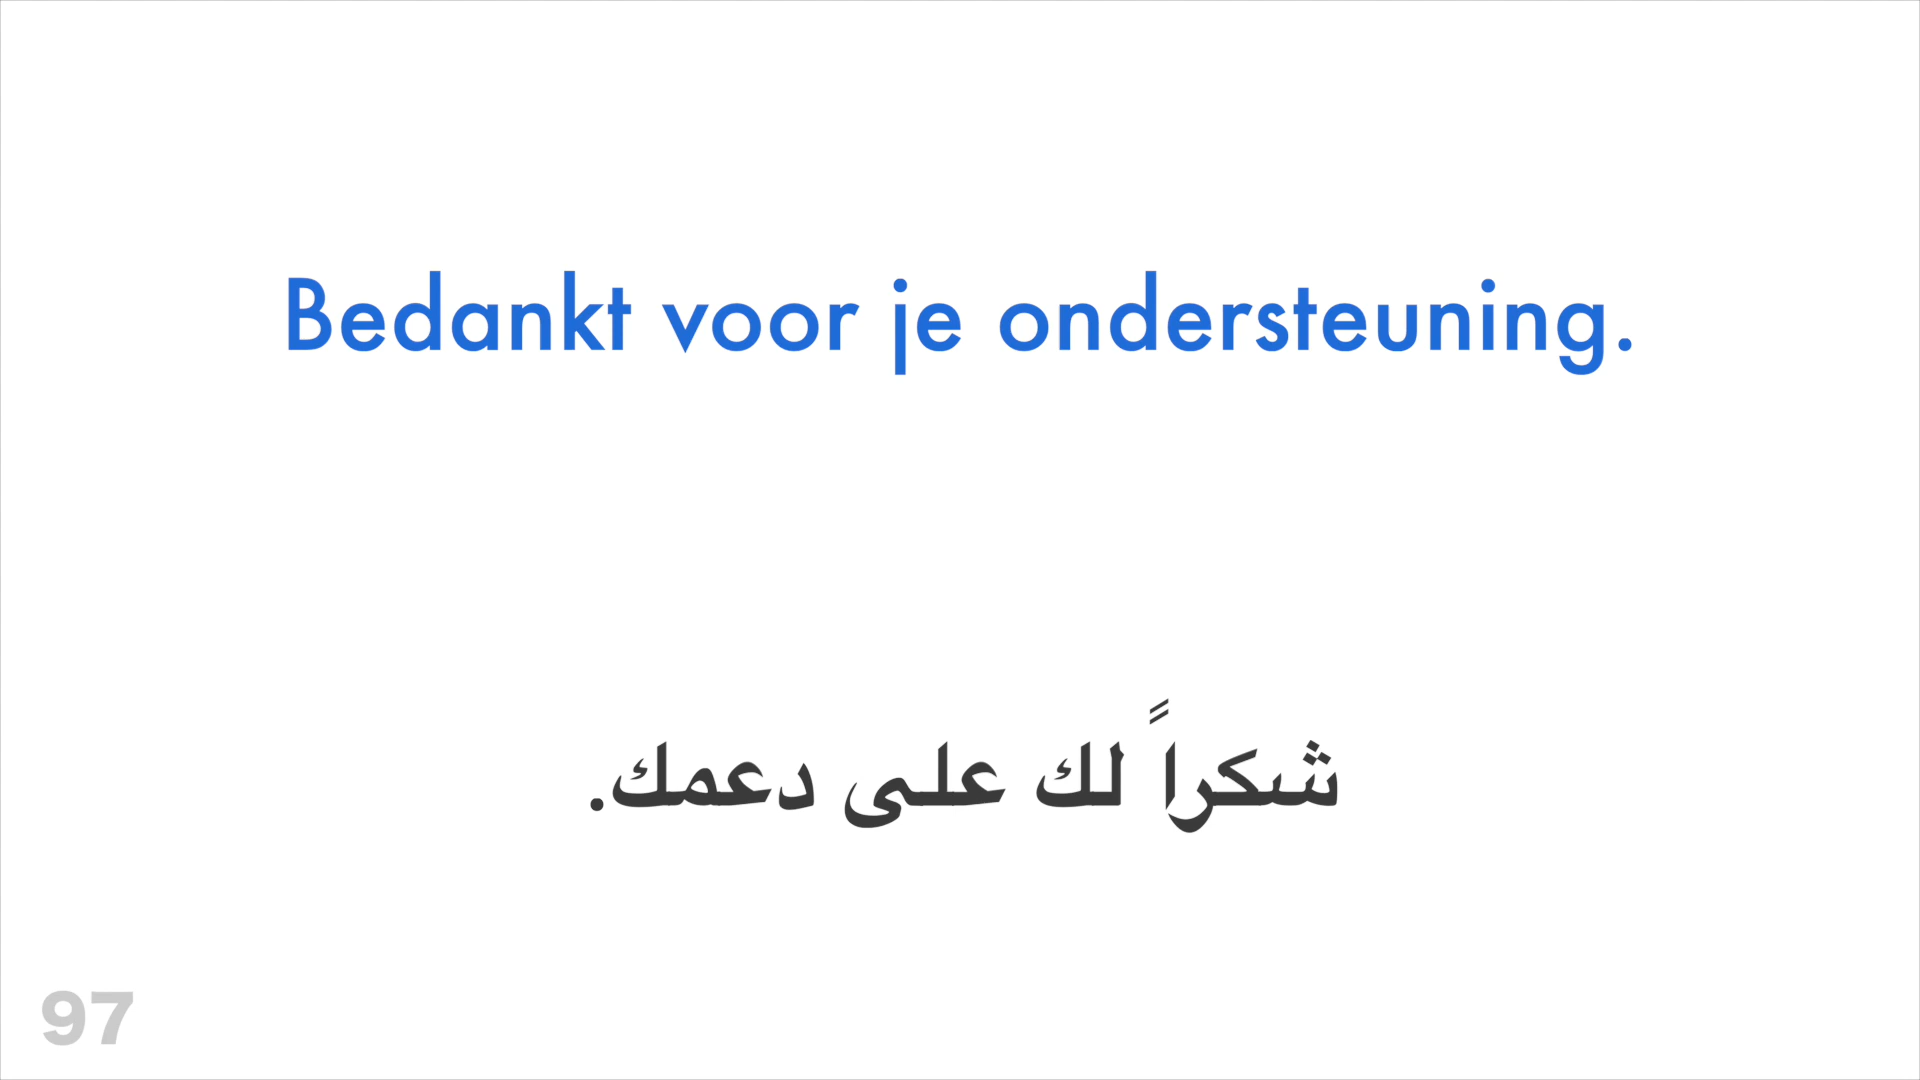 Bedankt voor je ondersteuning.
شكراً لك على دعمك.
97